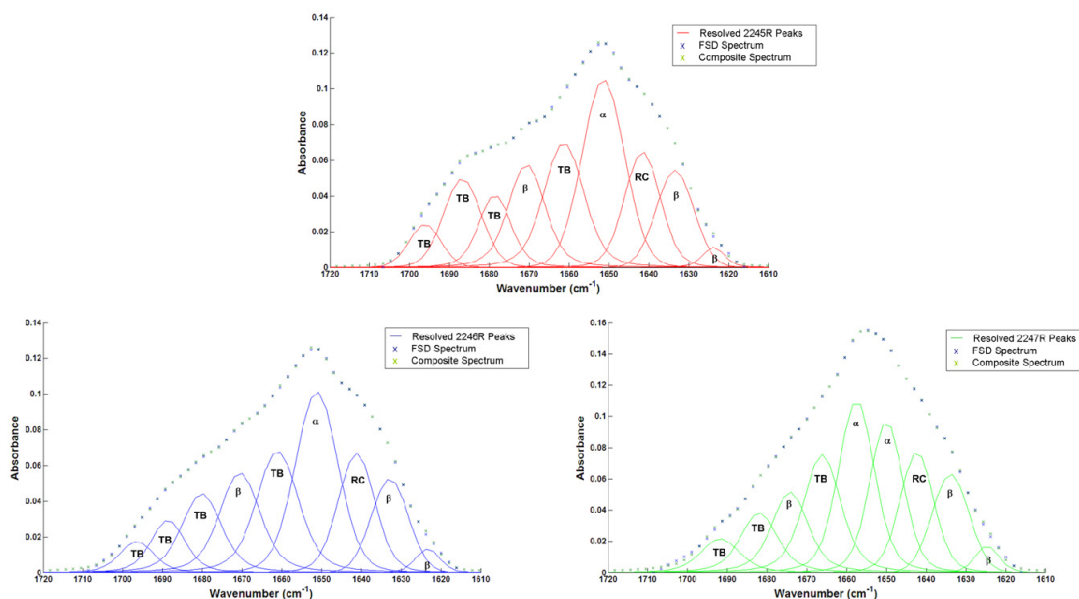 0.14
0.12
0.1
0.08
0.06
0.04
0.02
0
Absorbance
Resolved 2245R Peaks
FSD Spectrum
Composite Spectrum
TB
TB
TB
β
TB
α
RC
β
β
1720 1710 1700 1690 1680 1670 1660 1650 1640 1630 1620 1610
Wavenumber (cm-1)
0.14
0.12
0.1
0.08
0.06
0.04
0.02
0
Absorbance
Resolved 2246R Peaks
FSD Spectrum
Composite Spectrum
TB
TB
TB
β
TB
α
RC
β
β
1720 1710 1700 1690 1680 1670 1660 1650 1640 1630 1620 1610
Wavenumber (cm-1)
0.16
0.14
0.12
0.1
0.08
0.06
0.04
0.02
0
Absorbance
Resolved 2247R Peaks
FSD Spectrum
Composite Spectrum
TB
TB
β
TB
α
α
RC
β
β
1720 1710 1700 1690 1680 1670 1660 1650 1640 1630 1620 1610
Wavenumber (cm-1)